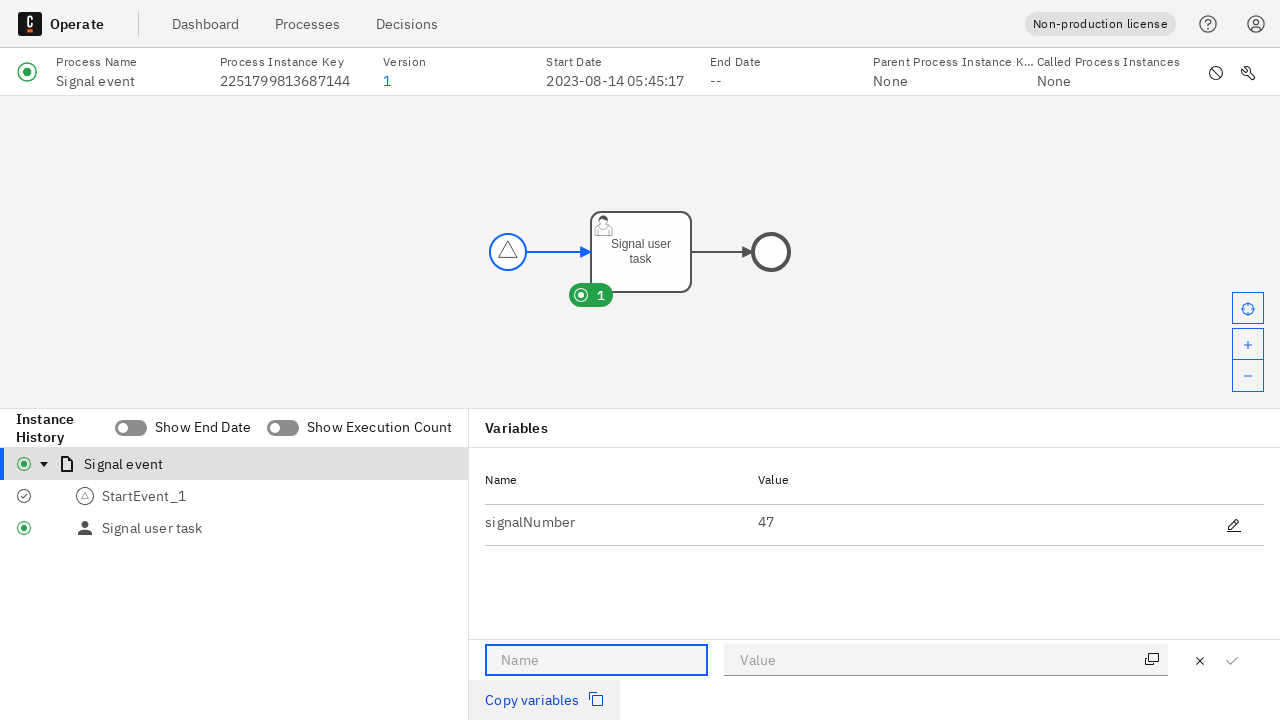 Operate
Dashboard
Processes
Decisions
Non-production license
Process Name
Signal event
Process Instance Key
2251799813687144
Version
1
Start Date
2023-08-14 05:45:17
End Date
--
Parent Process Instance K...
None
Called Process Instances
None
Signal user
task
1
Instance
History
Show End Date
Show Execution Count
Signal event
StartEvent_1
Signal user task
Variables
Name
Value
signalNumber
47
Name
Value
Copy variables